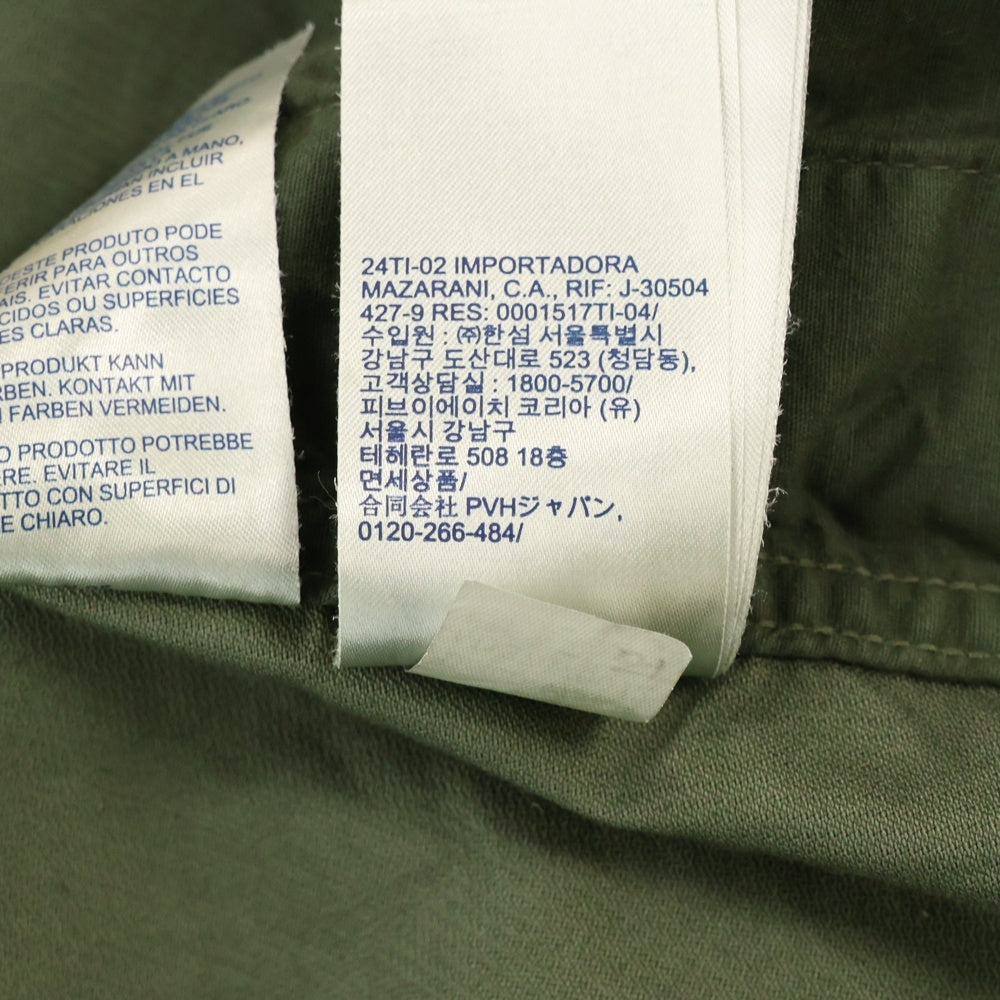 A MANO,
INCLUIR
EN EL
DESTE PRODUTO PODE
PARA OUTROS
EVITAR CONTACTO
OU SUPERFICIES
CLARAS.
PRODUKT KANN
KONTAKT MIT
FARBEN VERMEIDEN.
PRODOTTO POTREBBE
EVITARE IL
CON SUPERFICI DI
CHIARO.
24TI-02 IMPORTADORA
MAZARANI, C.A., RIF: J-30504
427-9 RES: 0001517TI-04/
수입원 : ㈜한섬 서울특별시
강남구 도산대로 523 (청담동),
고객상담실 : 1800-5700/
피브이에이치 코리아 (유)
서울시 강남구
테헤란로 508 18층
면세상품/
合同会社 PVHジャパン,
0120-266-484/